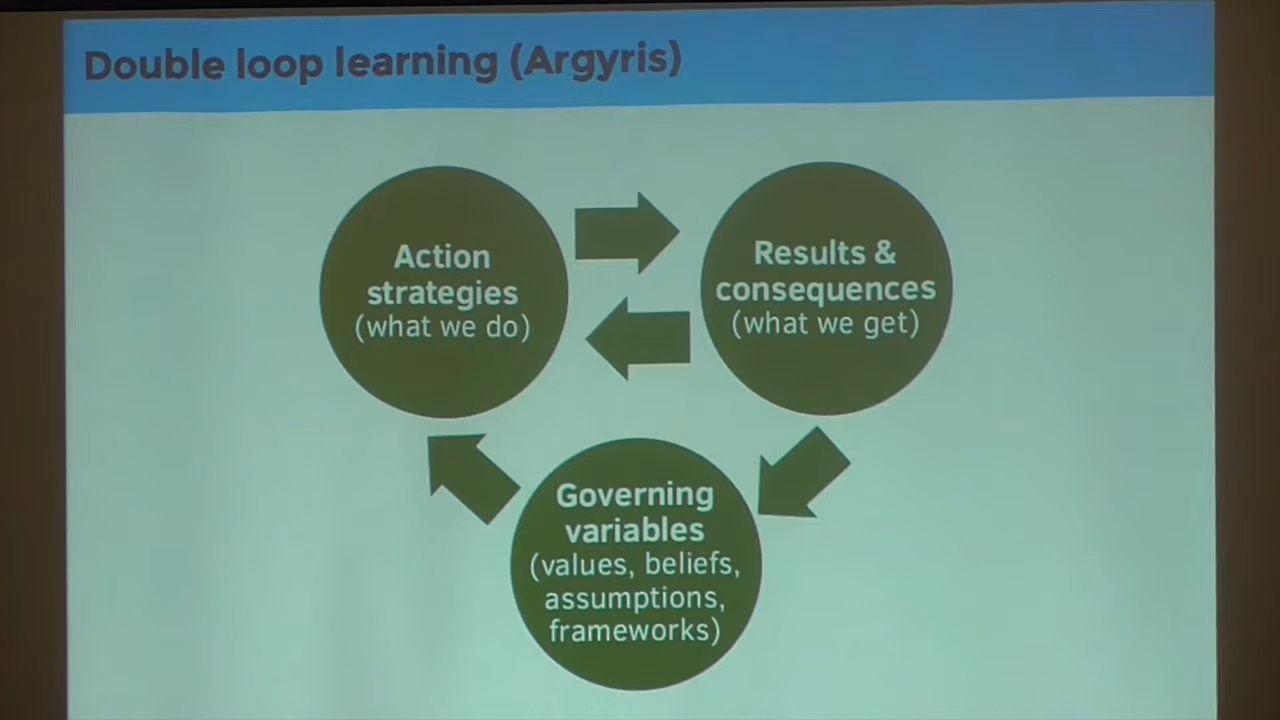 Double loop learning (Argyris)
Action
strategies
(what we do)
Results &
consequences
(what we get)
Governing
variables
(values, beliefs,
assumptions,
frameworks)